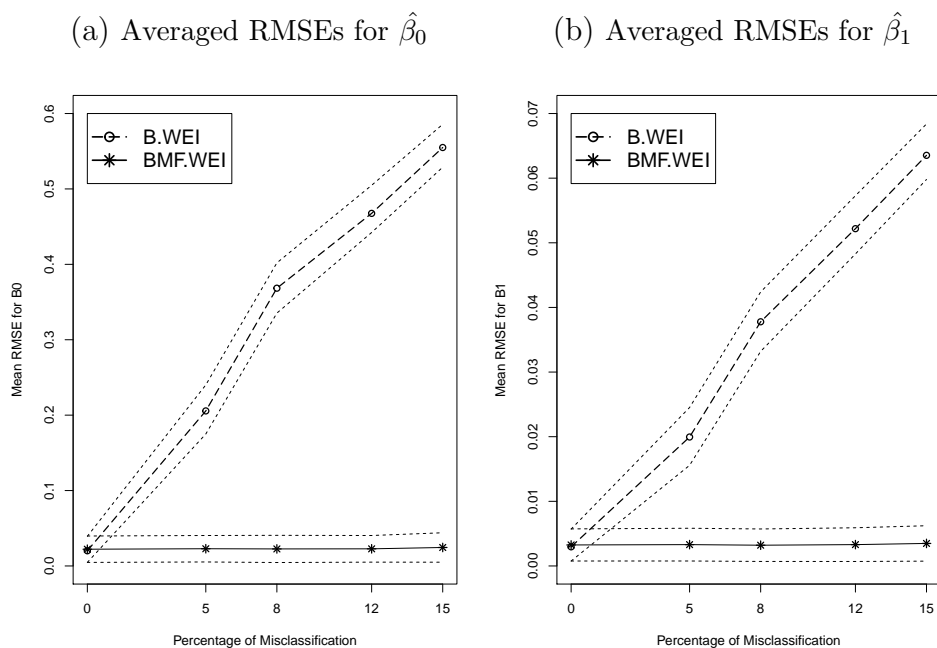 (a) Averaged RMSEs for β̂₀
0.6
0.5
0.4
0.3
0.2
0.1
0.0
Mean RMSE for B0
B.WEI
BMF.WEI
0 5 8 12 15
Percentage of Misclassification
(b) Averaged RMSEs for β̂₁
0.07
0.06
0.05
0.04
0.03
0.02
0.01
0.00
Mean RMSE for B1
B.WEI
BMF.WEI
0 5 8 12 15
Percentage of Misclassification